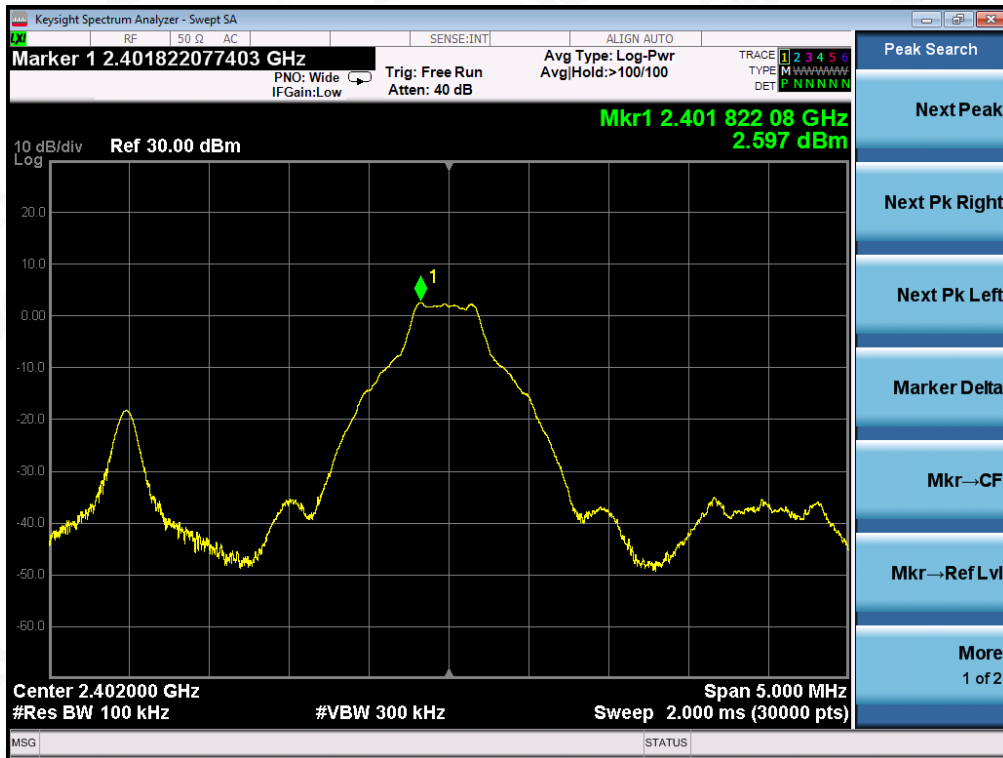 Keysight Spectrum Analyzer - Swept SA
LXI RF 50 Ω AC SENSE:INT ALIGN AUTO
Marker 1 2.401822077403 GHz
PNO: Wide
IFGain:Low
Trig: Free Run
Atten: 40 dB
Avg Type: Log-Pwr
Avg|Hold:>100/100
TRACE 1 2 3 4 5 6
TYPE M WWWWW
DET P N N N N N
Mkr1 2.401 822 08 GHz
2.597 dBm
10 dB/div Ref 30.00 dBm
Log
20.0
10.0
0.00
-10.0
-20.0
-30.0
-40.0
-50.0
-60.0
1
Center 2.402000 GHz
Span 5.000 MHz
#Res BW 100 kHz
#VBW 300 kHz
Sweep 2.000 ms (30000 pts)
MSG
STATUS
Peak Search
Next Peak
Next Pk Right
Next Pk Left
Marker Delta
Mkr→CF
Mkr→Ref Lvl
More
1 of 2